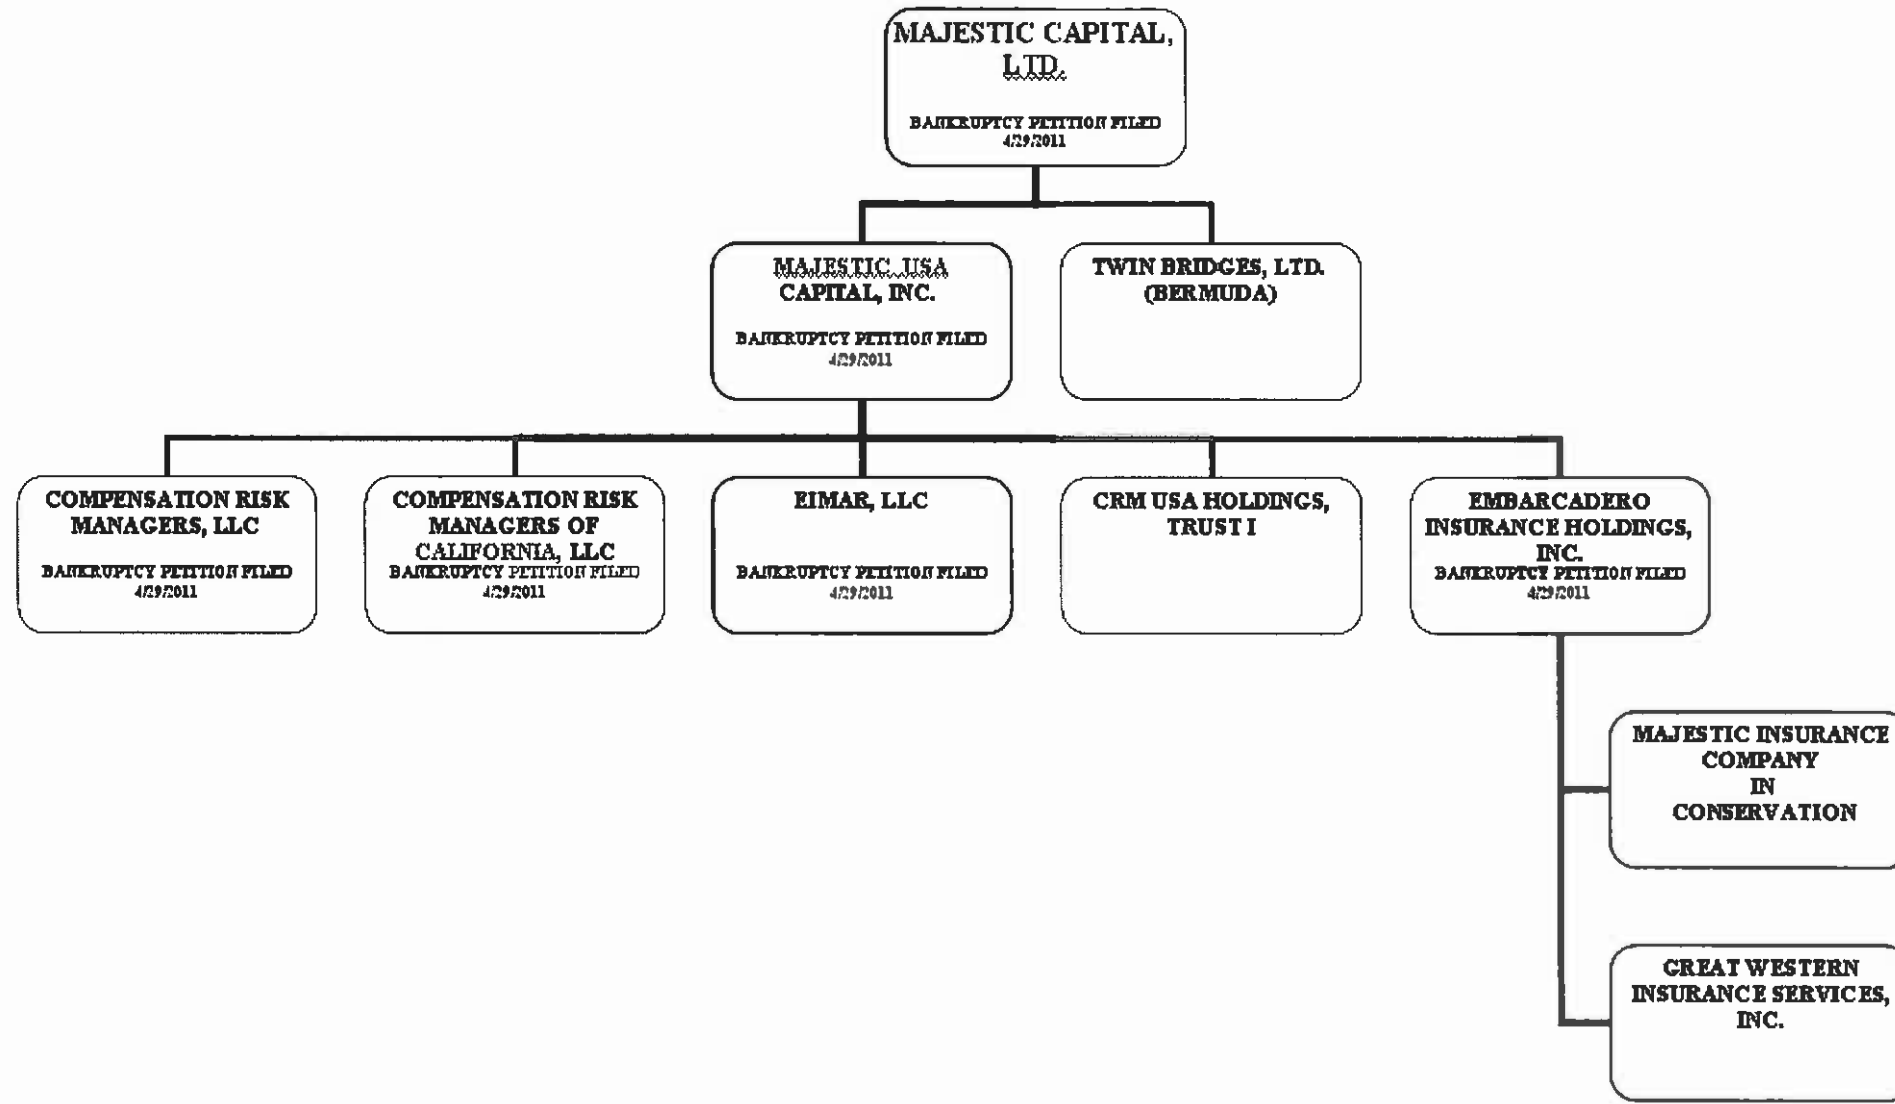 MAJESTIC CAPITAL,
LTD.
BANKRUPTCY PETITION FILED
4/29/2011
MAJESTIC USA
CAPITAL, INC.
BANKRUPTCY PETITION FILED
4/29/2011
TWIN BRIDGES, LTD.
(BERMUDA)
COMPENSATION RISK
MANAGERS, LLC
BANKRUPTCY PETITION FILED
4/29/2011
COMPENSATION RISK
MANAGERS OF
CALIFORNIA, LLC
BANKRUPTCY PETITION FILED
4/29/2011
EIMAR, LLC
BANKRUPTCY PETITION FILED
4/29/2011
CRM USA HOLDINGS,
TRUST I
EMBARCADERO
INSURANCE HOLDINGS,
INC.
BANKRUPTCY PETITION FILED
4/29/2011
MAJESTIC INSURANCE
COMPANY
IN
CONSERVATION
GREAT WESTERN
INSURANCE SERVICES,
INC.